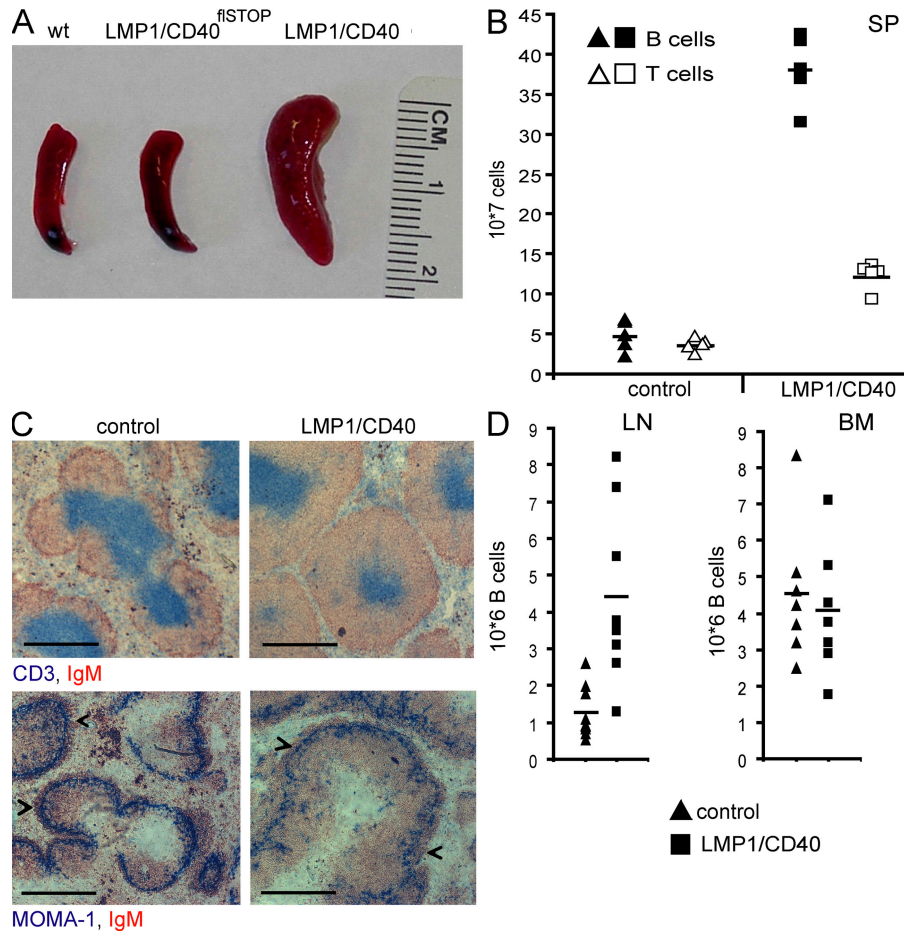 A
wt
LMP1/CD40 flSTOP
LMP1/CD40
CM
1
2
B
SP
B cells
T cells
10*7 cells
45
40
35
30
25
20
15
10
5
0
control
LMP1/CD40
C
control
LMP1/CD40
CD3, IgM
MOMA-1, IgM
D
LN
10*6 B cells
9
8
7
6
5
4
3
2
1
0
BM
10*6 B cells
9
8
7
6
5
4
3
2
1
0
control
LMP1/CD40